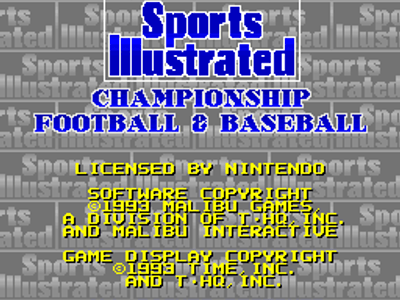 Sports
Illustrated
CHAMPIONSHIP
FOOTBALL & BASEBALL
LICENSED BY NINTENDO
SOFTWARE COPYRIGHT
©1993 MALIBU GAMES,
A DIVISION OF T·HQ, INC.
AND MALIBU INTERACTIVE
GAME DISPLAY COPYRIGHT
©1993 TIME, INC.
AND T·HQ, INC.